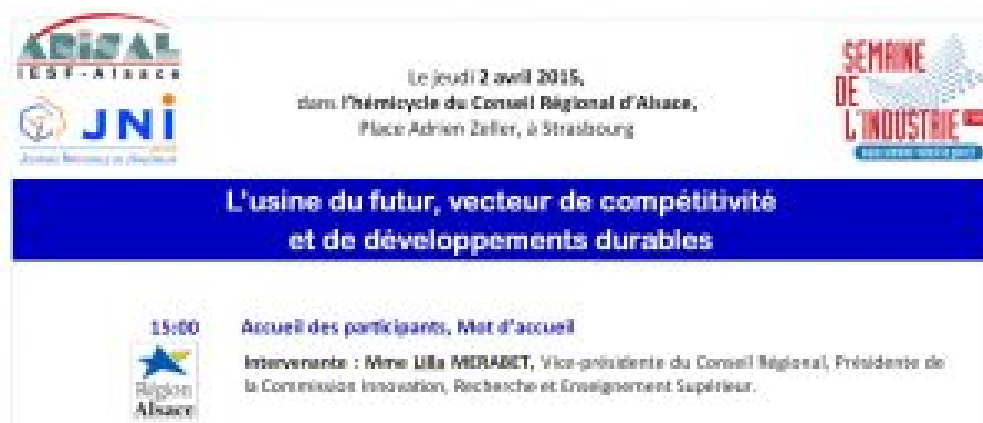 ABISAL
IESF-Alsace
JNi
Le jeudi 2 avril 2015,
dans l'hémicycle du Conseil Régional d'Alsace,
Place Adrien Zeller, à Strasbourg
SEMAINE
DE
L'INDUSTRIE
L'usine du futur, vecteur de compétitivité
et de développements durables
15:00 Accueil des participants, Mot d'accueil
Intervenante : Mme Lilla MERABET, Vice-présidente du Conseil Régional, Présidente de
la Commission Innovation, Recherche et Enseignement Supérieur.
Région
Alsace